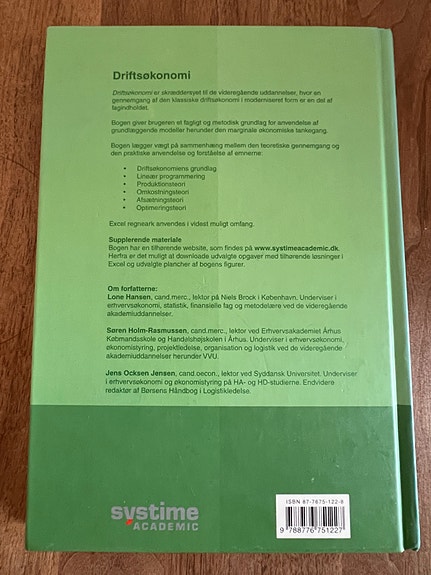 Driftsøkonomi
Driftsøkonomi er skræddersyet til de videregående uddannelser, hvor en
gennemgang af den klassiske driftsøkonomi i moderniseret form er en del af
fagindholdet.
Bogen giver brugeren et fagligt og metodisk grundlag for anvendelse af
grundlæggende modeller herunder den marginale økonomiske tankegang.
Bogen lægger vægt på sammenhæng mellem den teoretiske gennemgang og
den praktiske anvendelse og forståelse af emnerne:
• Driftsøkonomiens grundlag
• Lineær programmering
• Produktionsteori
• Omkostningsteori
• Afsætningsteori
• Optimeringsteori
Excel regneark anvendes i videst muligt omfang.
Supplerende materiale
Bogen har en tilhørende website, som findes på www.systimeacademic.dk.
Herfra er det muligt at downloade udvalgte opgaver med tilhørende løsninger i
Excel og udvalgte plancher af bogens figurer.
Om forfatterne:
Lone Hansen, cand.merc., lektor på Niels Brock i København. Underviser i
erhvervsøkonomi, statistik, finansielle fag og metodelære ved de videregående
akademiuddannelser.
Søren Holm-Rasmussen, cand.merc., lektor ved Erhvervsakademiet Århus
Købmandsskole og Handelshøjskolen i Århus. Underviser i erhvervsøkonomi,
økonomistyring, projektledelse, organisation og logistik ved de videregående
akademiuddannelser herunder VVU.
Jens Ocksen Jensen, cand.oecon., lektor ved Syddansk Universitet. Underviser
i erhvervsøkonomi og økonomistyring på HA- og HD-studierne. Endvidere
redaktør af Børsens Håndbog i Logistikledelse.
systime
ACADEMIC
ISBN 87-7675-122-8
9 788776 751227